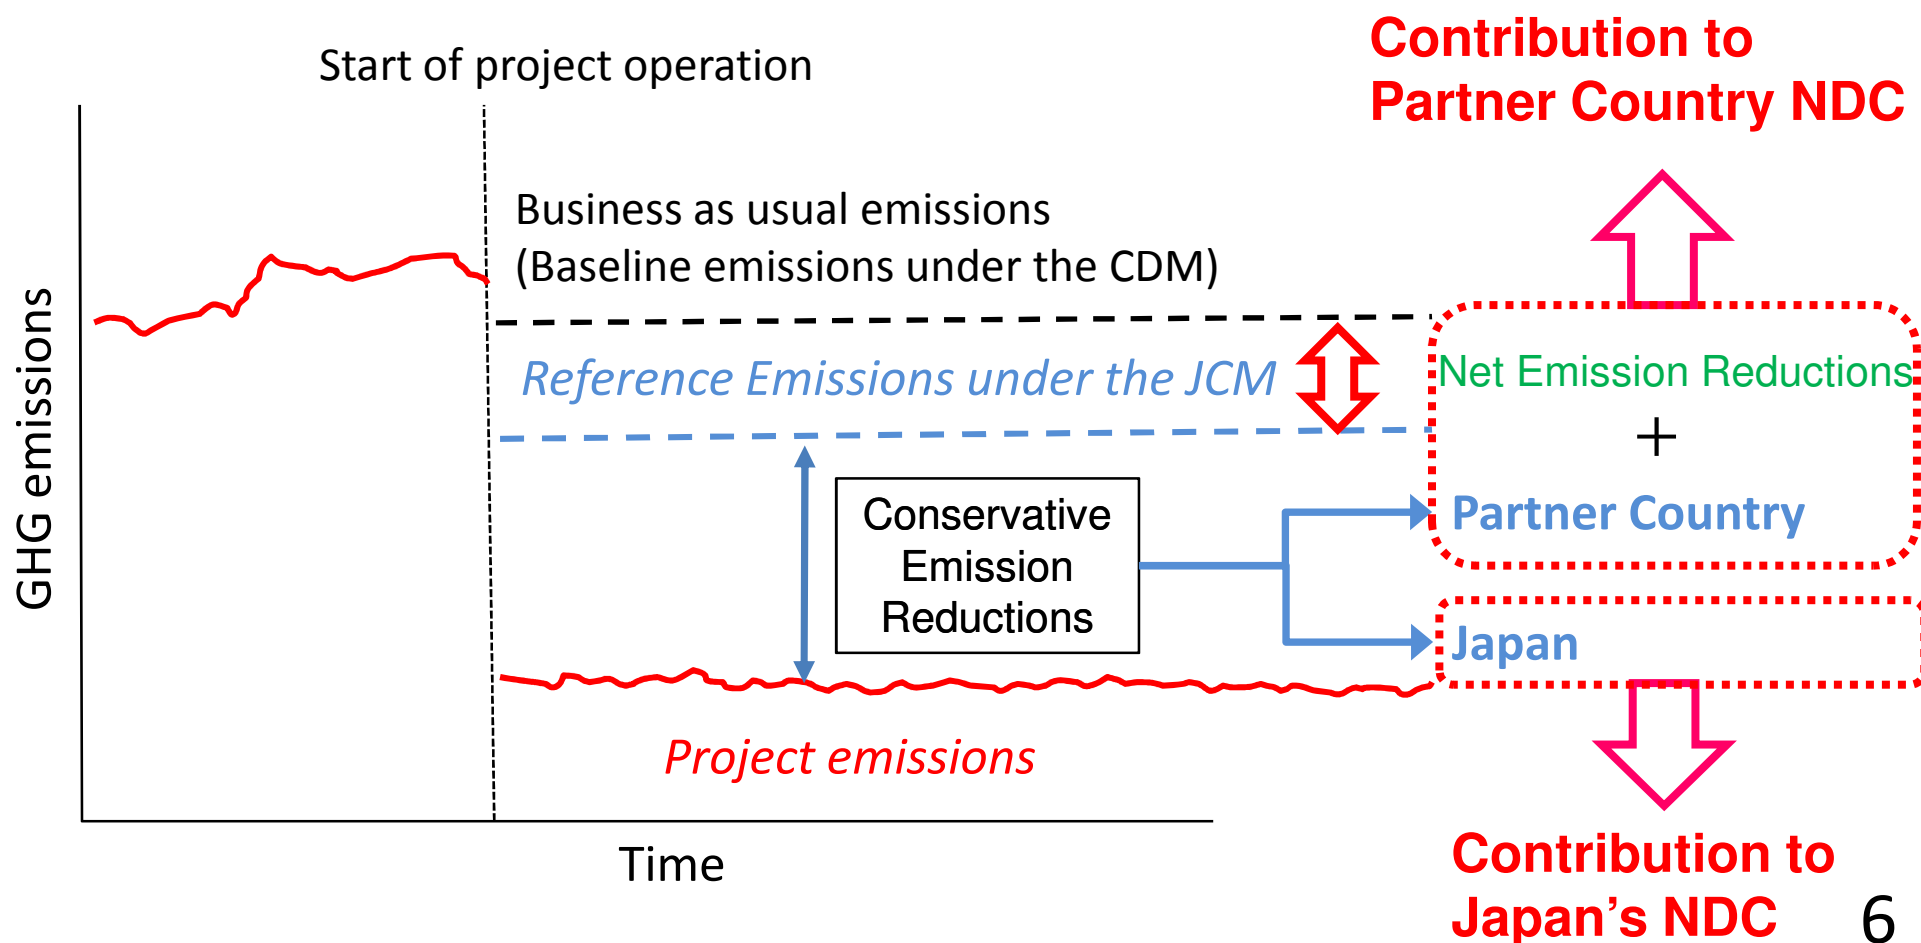 Contribution to
Partner Country NDC
Start of project operation
Business as usual emissions
(Baseline emissions under the CDM)
GHG emissions
Reference Emissions under the JCM
Net Emission Reductions
+
Conservative
Emission
Reductions
Partner Country
Japan
Project emissions
Time
Contribution to
Japan’s NDC
6